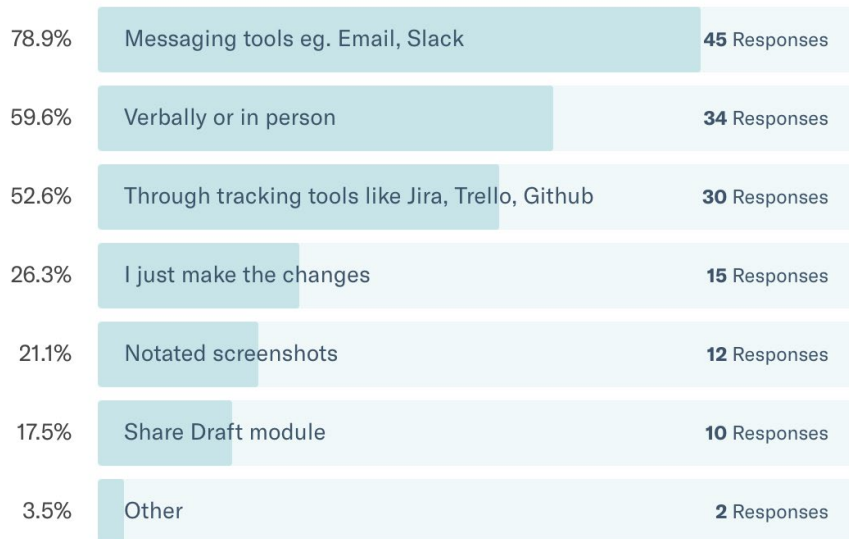 78.9% Messaging tools eg. Email, Slack 45 Responses
59.6% Verbally or in person 34 Responses
52.6% Through tracking tools like Jira, Trello, Github 30 Responses
26.3% I just make the changes 15 Responses
21.1% Notated screenshots 12 Responses
17.5% Share Draft module 10 Responses
3.5% Other 2 Responses